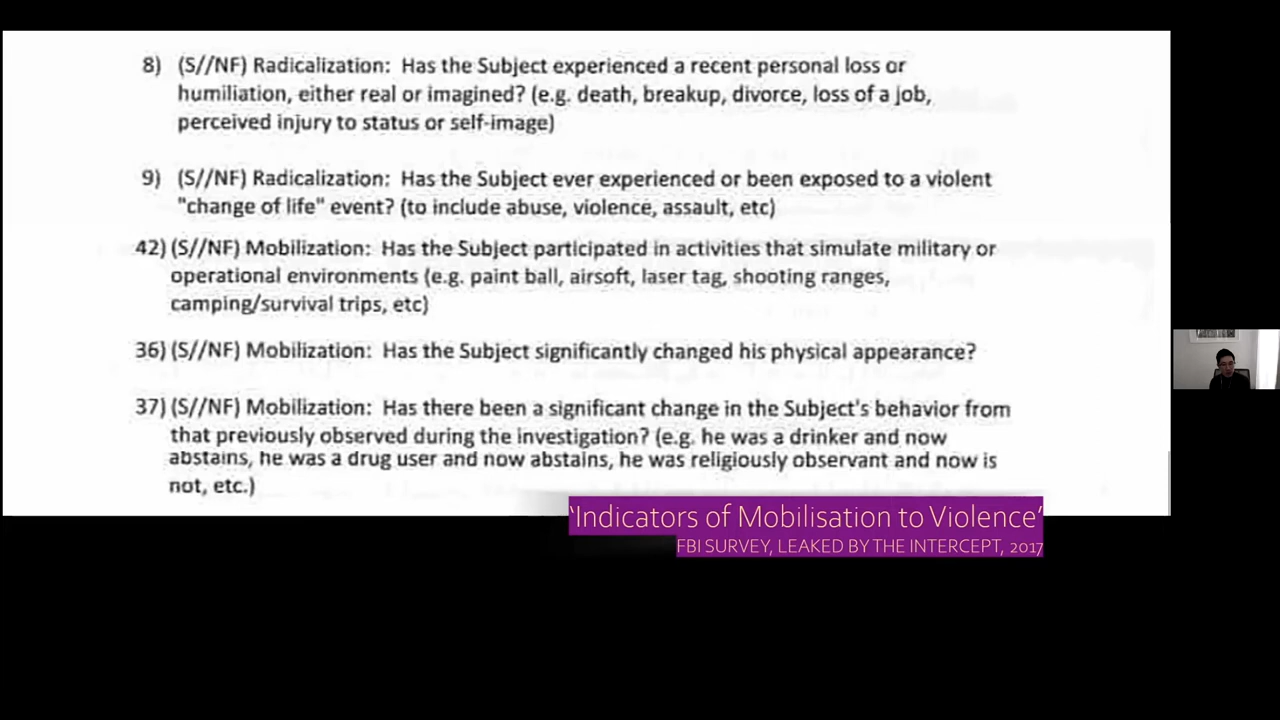 8) (S//NF) Radicalization: Has the Subject experienced a recent personal loss or
humiliation, either real or imagined? (e.g. death, breakup, divorce, loss of a job,
perceived injury to status or self-image)
9) (S//NF) Radicalization: Has the Subject ever experienced or been exposed to a violent
"change of life" event? (to include abuse, violence, assault, etc)
42) (S//NF) Mobilization: Has the Subject participated in activities that simulate military or
operational environments (e.g. paint ball, airsoft, laser tag, shooting ranges,
camping/survival trips, etc)
36) (S//NF) Mobilization: Has the Subject significantly changed his physical appearance?
37) (S//NF) Mobilization: Has there been a significant change in the Subject's behavior from
that previously observed during the investigation? (e.g. he was a drinker and now
abstains, he was a drug user and now abstains, he was religiously observant and now is
not, etc.)
'Indicators of Mobilisation to Violence'
FBI SURVEY, LEAKED BY THE INTERCEPT, 2017